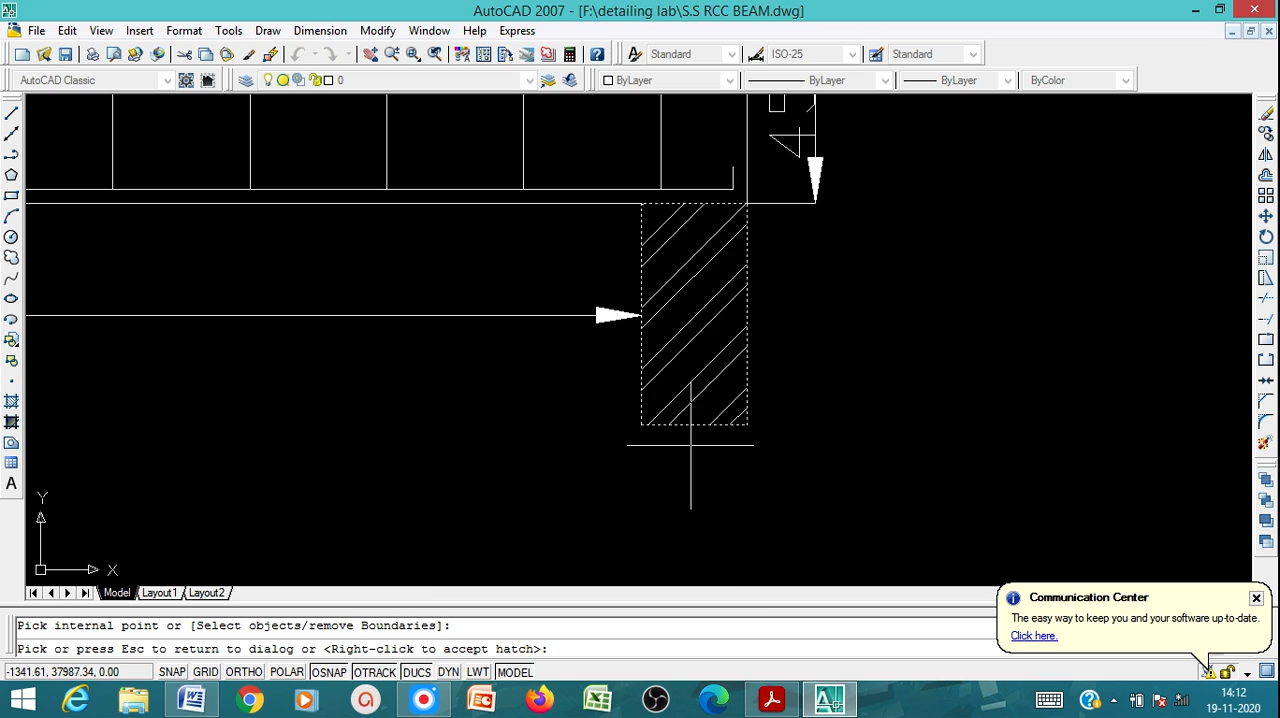 AutoCAD 2007 - [F:\detailing lab\S.S RCC BEAM.dwg]
File Edit View Insert Format Tools Draw Dimension Modify Window Help Express
Standard ISO-25 Standard
AutoCAD Classic 0 ByLayer ByLayer ByLayer ByColor
Y
X
Model Layout1 Layout2
Communication Center
The easy way to keep you and your software up-to-date.
Click here.
Pick internal point or [Select objects/remove Boundaries]:
Pick or press Esc to return to dialog or <Right-click to accept hatch>:
-1341.61, 37987.34, 0.00 SNAP GRID ORTHO POLAR OSNAP OTRACK DUCS DYN LWT MODEL
14:12
19-11-2020